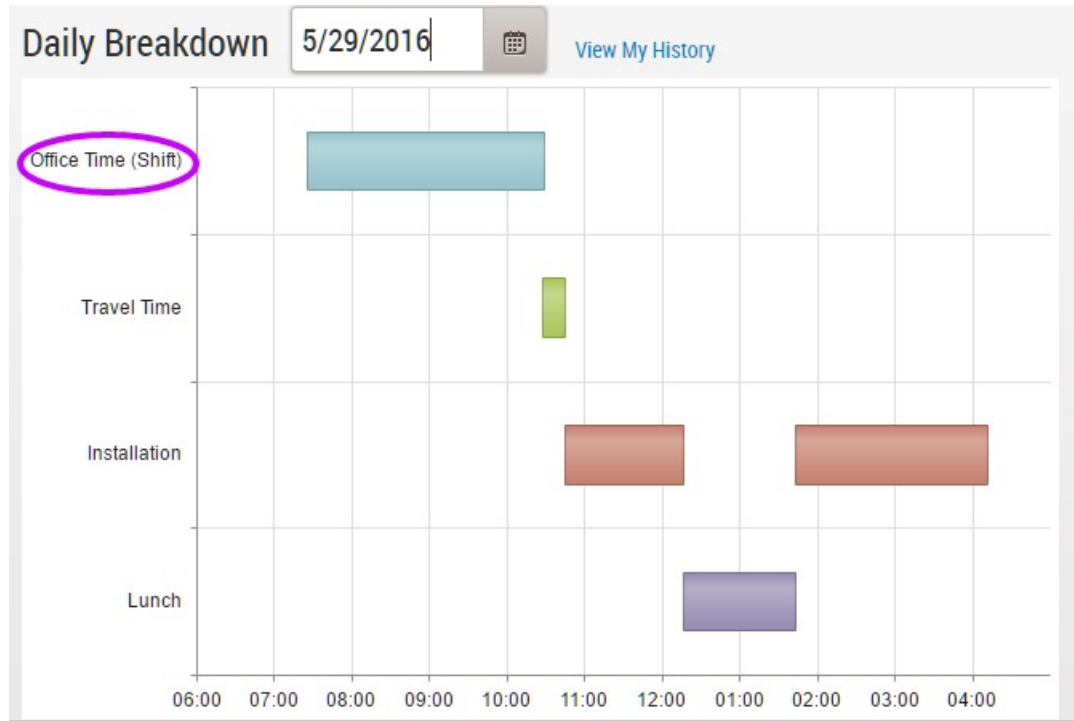 Daily Breakdown 5/29/2016 View My History
Office Time (Shift)
Travel Time
Installation
Lunch
06:00 07:00 08:00 09:00 10:00 11:00 12:00 01:00 02:00 03:00 04:00